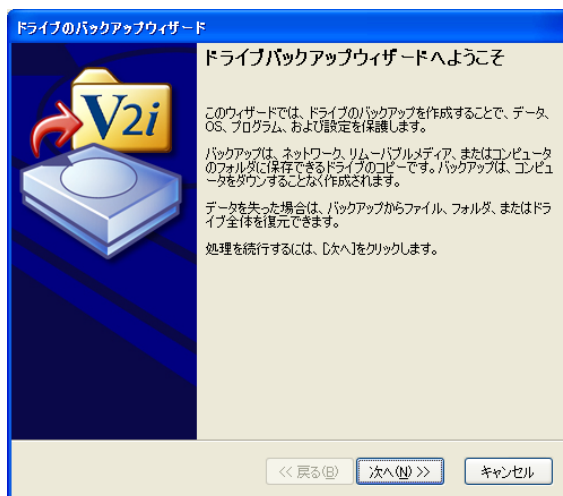 ドライブのバックアップウィザード
ドライブバックアップウィザードへようこそ
V2i
このウィザードでは、ドライブのバックアップを作成することで、データ、
OS、プログラム、および設定を保護します。
バックアップは、ネットワーク、リムーバブルメディア、またはコンピュータ
のフォルダに保存できるドライブのコピーです。バックアップは、コンピュ
ータをダウンすることなく作成されます。
データを失った場合は、バックアップからファイル、フォルダ、またはドラ
イブ全体を復元できます。
処理を続行するには、[次へ]をクリックします。
<< 戻る(B)
次へ(N) >>
キャンセル